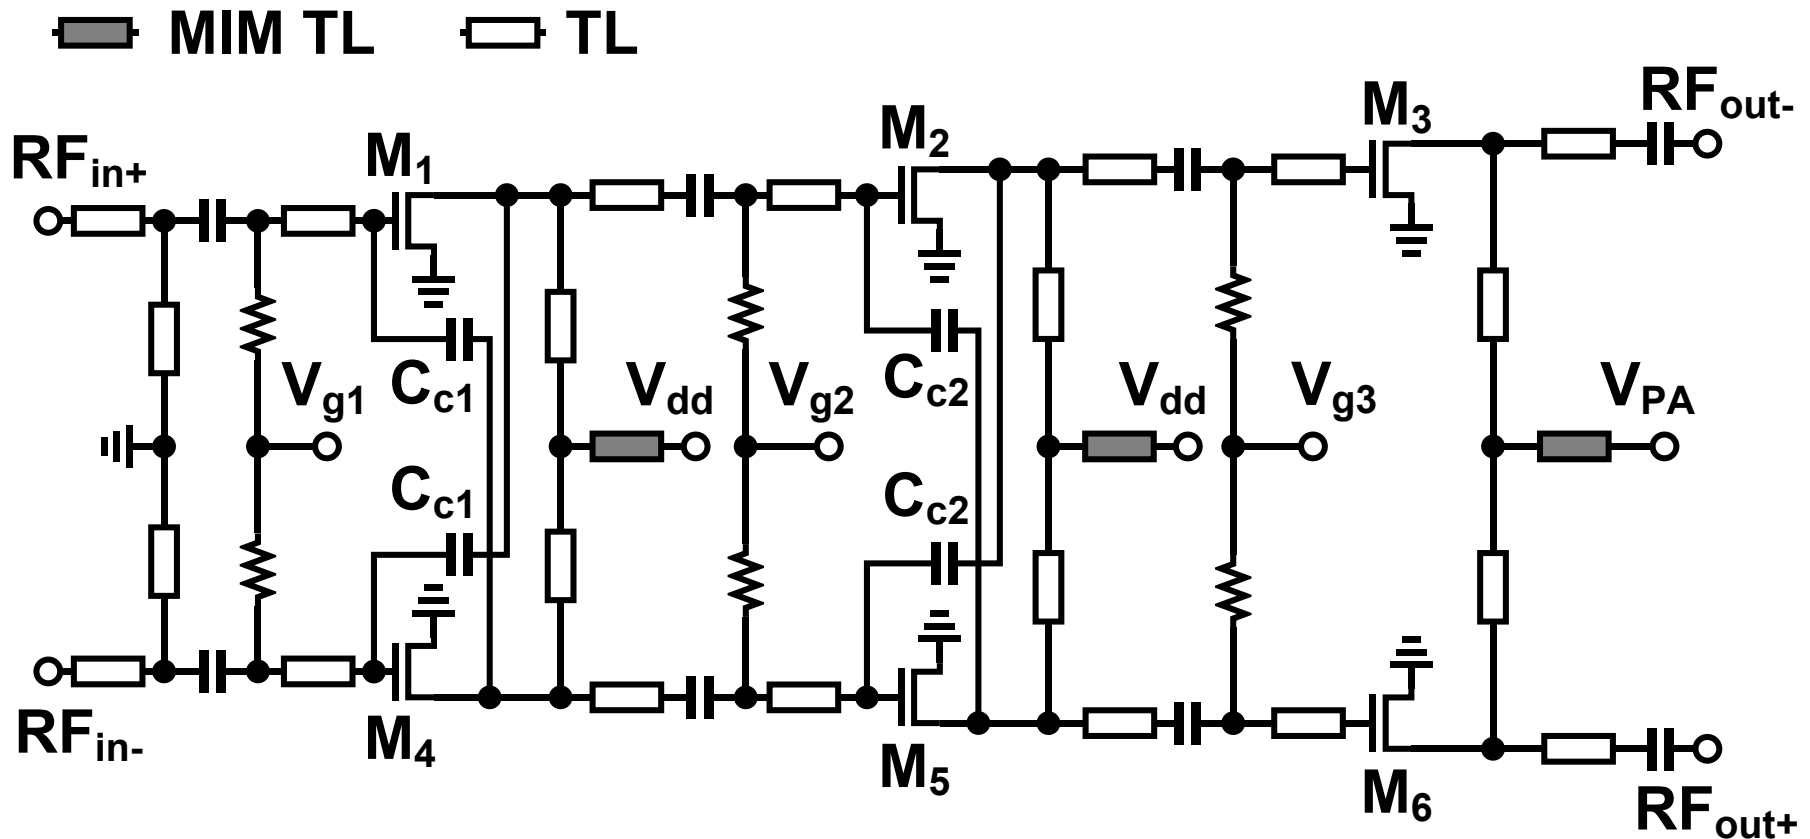 MIM TL TL
RFin+ M1 M2 M3 RFout-
Vg1 Cc1 Vdd Vg2 Cc2 Vdd Vg3 VPA
Cc1 Cc2
RFin- M4 M5 M6 RFout+